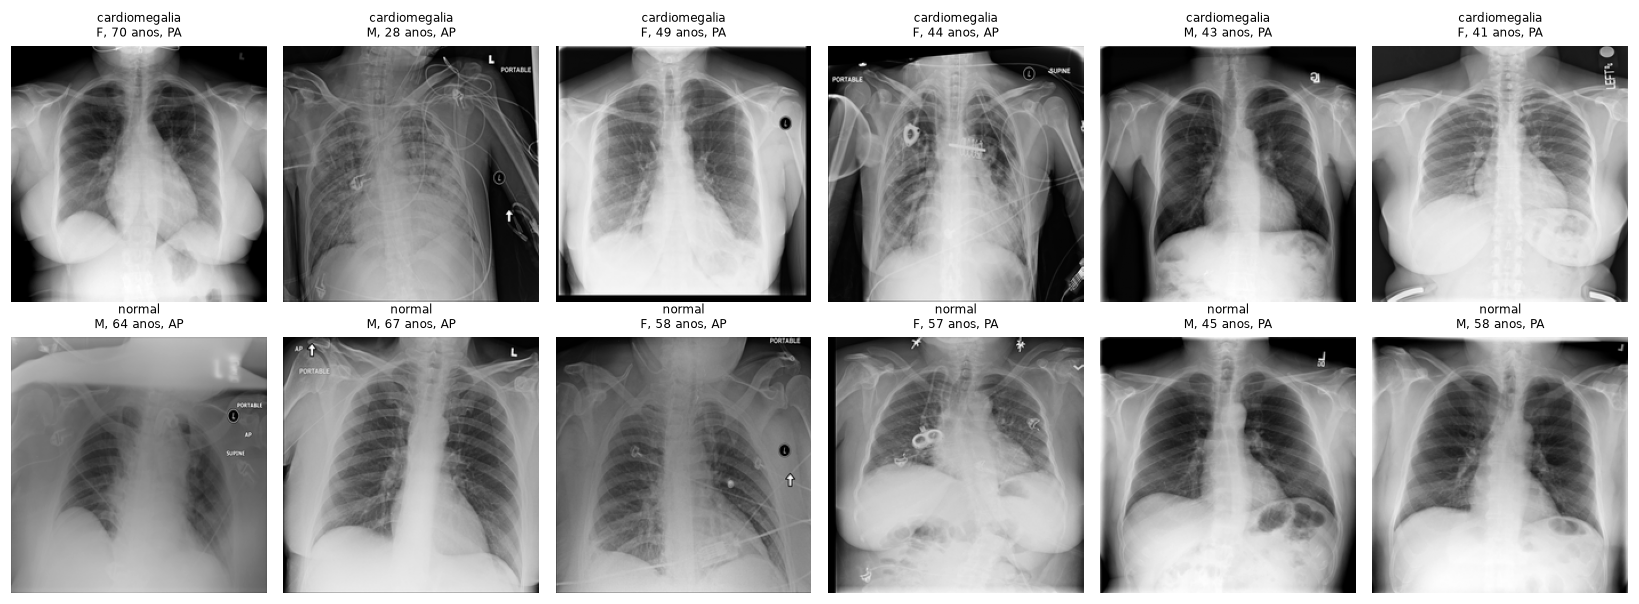 cardiomegalia
F, 70 anos, PA
cardiomegalia
M, 28 anos, AP
cardiomegalia
F, 49 anos, PA
cardiomegalia
F, 44 anos, AP
cardiomegalia
M, 43 anos, PA
cardiomegalia
F, 41 anos, PA
L
PORTABLE
L
L
PORTABLE
L
SUPINE
LEFT
normal
M, 64 anos, AP
normal
M, 67 anos, AP
normal
F, 58 anos, AP
normal
F, 57 anos, PA
normal
M, 45 anos, PA
normal
M, 58 anos, PA
L
PORTABLE
AP
SUPINE
AP
PORTABLE
L
PORTABLE
L
L